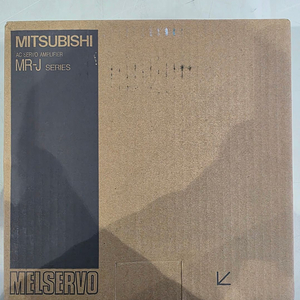 MITSUBISHI
AC SERVO AMPLIFIER
MR-J SERIES
MELSERVO